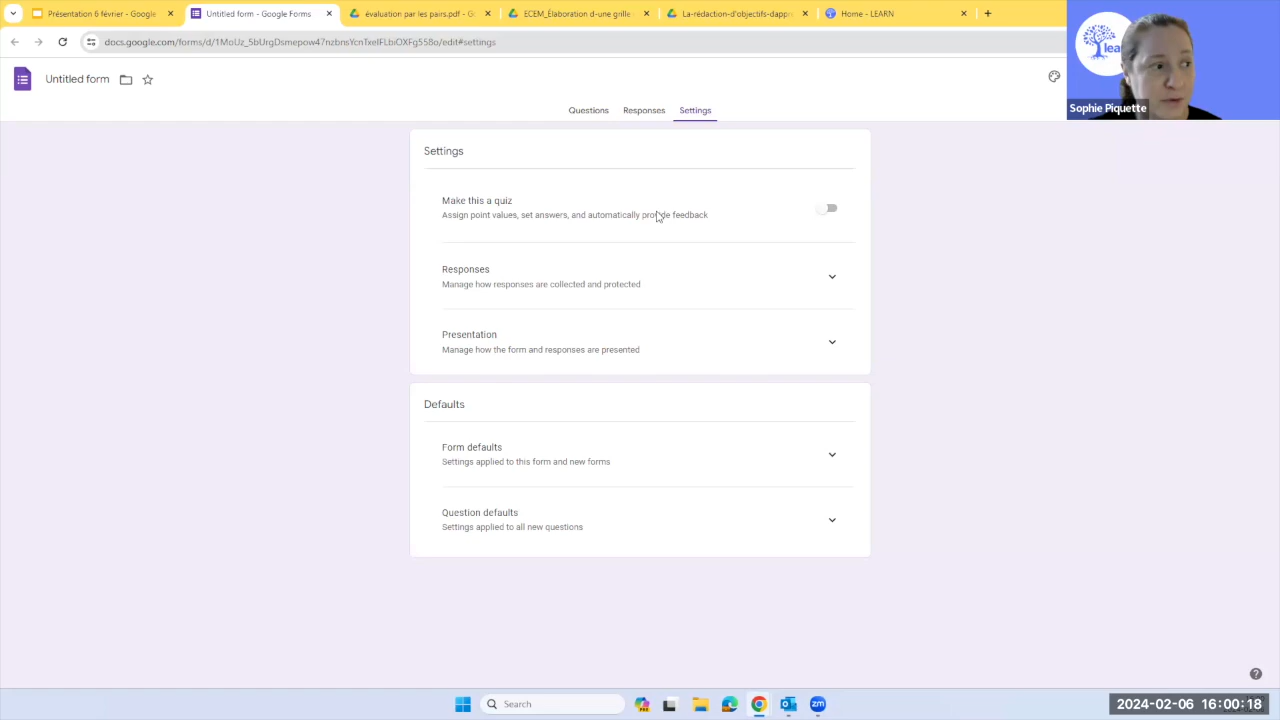 Présentation 6 février - Google
Untitled form - Google Forms
évaluation par les pairs.pdf - G
ECEM_Élaboration d-une grille
La-rédaction-d'objectifs-dappr
Home - LEARN
docs.google.com/forms/d/
/edit#settings
lea
Sophie Piquette
Untitled form
Questions
Responses
Settings
Settings
Make this a quiz
Assign point values, set answers, and automatically provide feedback
Responses
Manage how responses are collected and protected
Presentation
Manage how the form and responses are presented
Defaults
Form defaults
Settings applied to this form and new forms
Question defaults
Settings applied to all new questions
Search
zm
2024-02-06 16:00:18